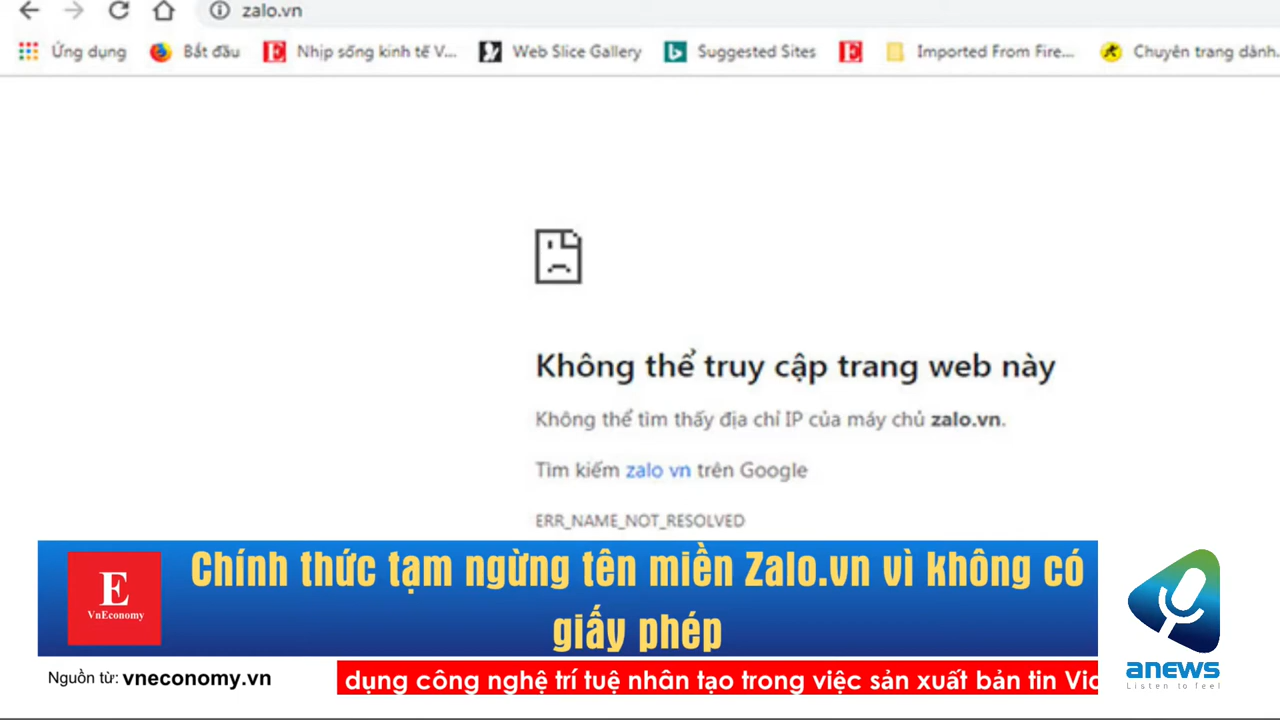 zalo.vn
Ứng dụng Bắt đầu Nhịp sống kinh tế V... Web Slice Gallery Suggested Sites Imported From Fire... Chuyên trang dành.
Không thể truy cập trang web này
Không thể tìm thấy địa chỉ IP của máy chủ zalo.vn.
Tìm kiếm zalo vn trên Google
ERR_NAME_NOT_RESOLVED
E
VnEconomy
Chính thức tạm ngừng tên miền Zalo.vn vì không có
giấy phép
anews
Listen to feel
Nguồn từ: vneconomy.vn
dụng công nghệ trí tuệ nhân tạo trong việc sản xuất bản tin